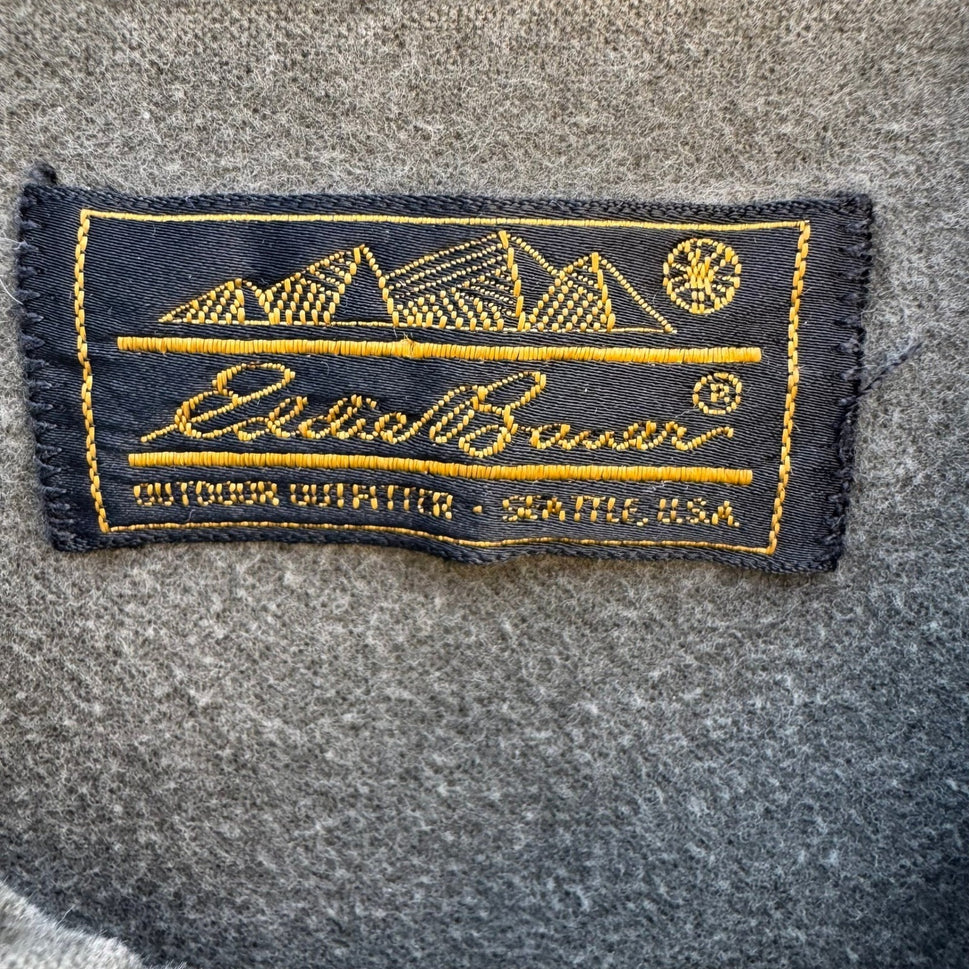 Eddie Bauer ®
OUTDOOR OUTFITTER · SEATTLE, U.S.A.